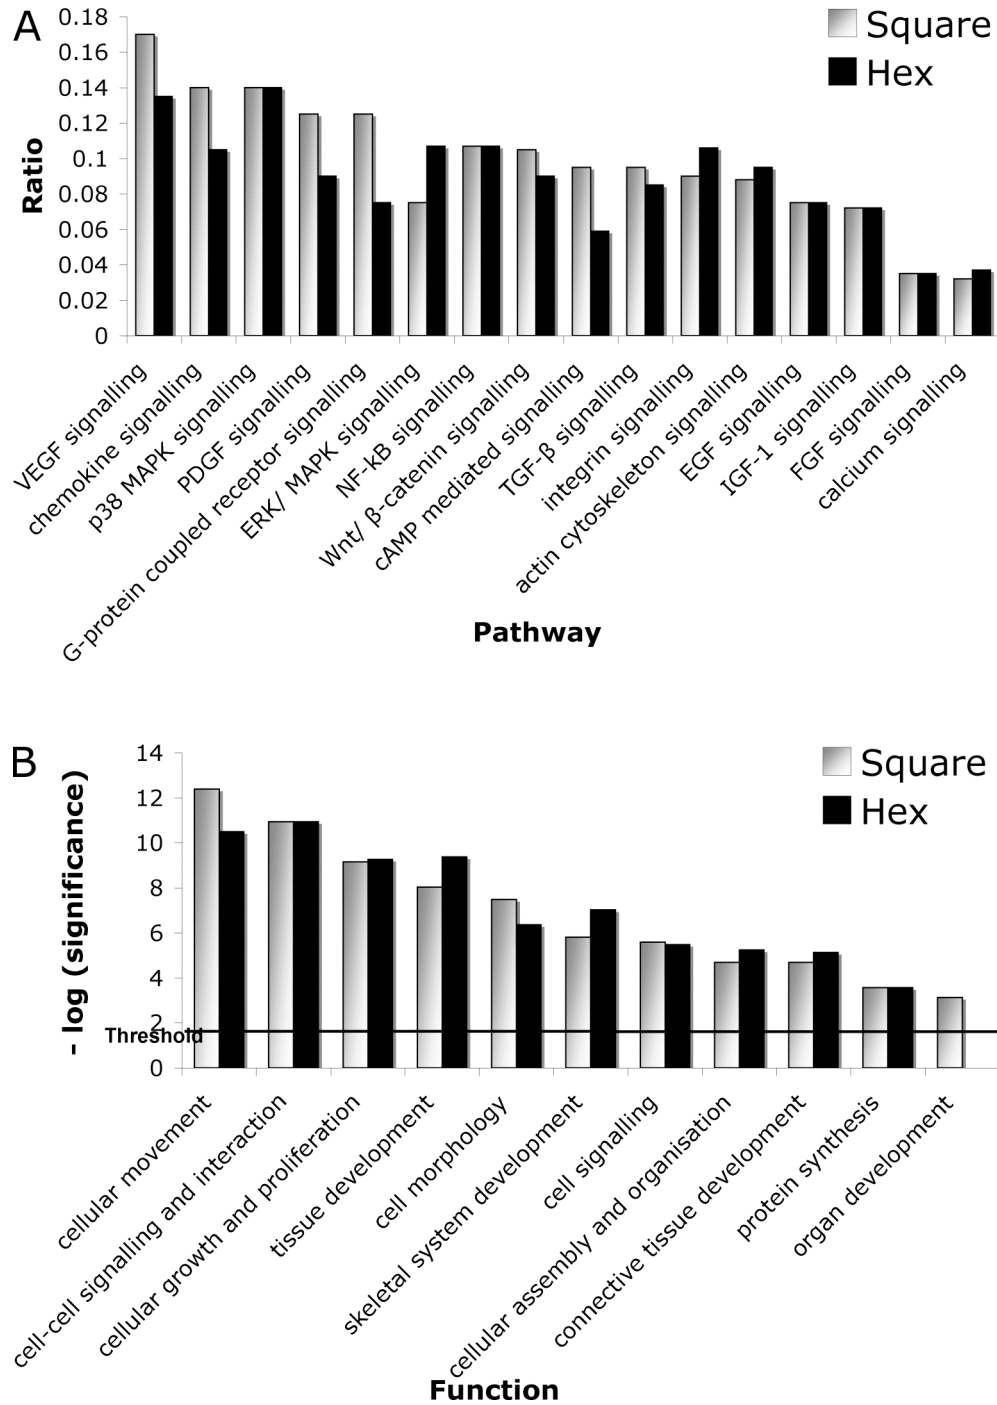 A
Square
Hex
Ratio
0.18
0.16
0.14
0.12
0.1
0.08
0.06
0.04
0.02
0
VEGF signalling
chemokine signalling
p38 MAPK signalling
PDGF signalling
G-protein coupled receptor signalling
ERK/ MAPK signalling
NF-kB signalling
Wnt/ β-catenin signalling
cAMP mediated signalling
TGF-β signalling
integrin signalling
actin cytoskeleton signalling
EGF signalling
IGF-1 signalling
FGF signalling
calcium signalling
Pathway
B
Square
Hex
- log (significance)
14
12
10
8
6
4
2
0
Threshold
cellular movement
cell-cell signalling and interaction
cellular growth and proliferation
tissue development
cell morphology
skeletal system development
cell signalling
cellular assembly and organisation
connective tissue development
protein synthesis
organ development
Function